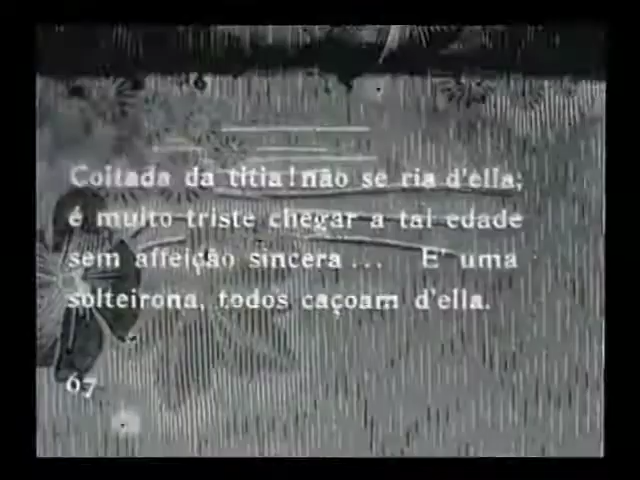 Coitada da titia! não se ria d'ella;
é muito triste chegar a tal edade
sem affeição sincera... E' uma
solteirona, todos caçoam d'ella.
67